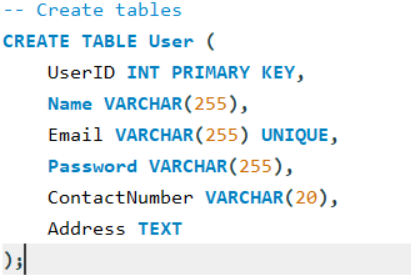 -- Create tables
CREATE TABLE User (
    UserID INT PRIMARY KEY,
    Name VARCHAR(255),
    Email VARCHAR(255) UNIQUE,
    Password VARCHAR(255),
    ContactNumber VARCHAR(20),
    Address TEXT
);